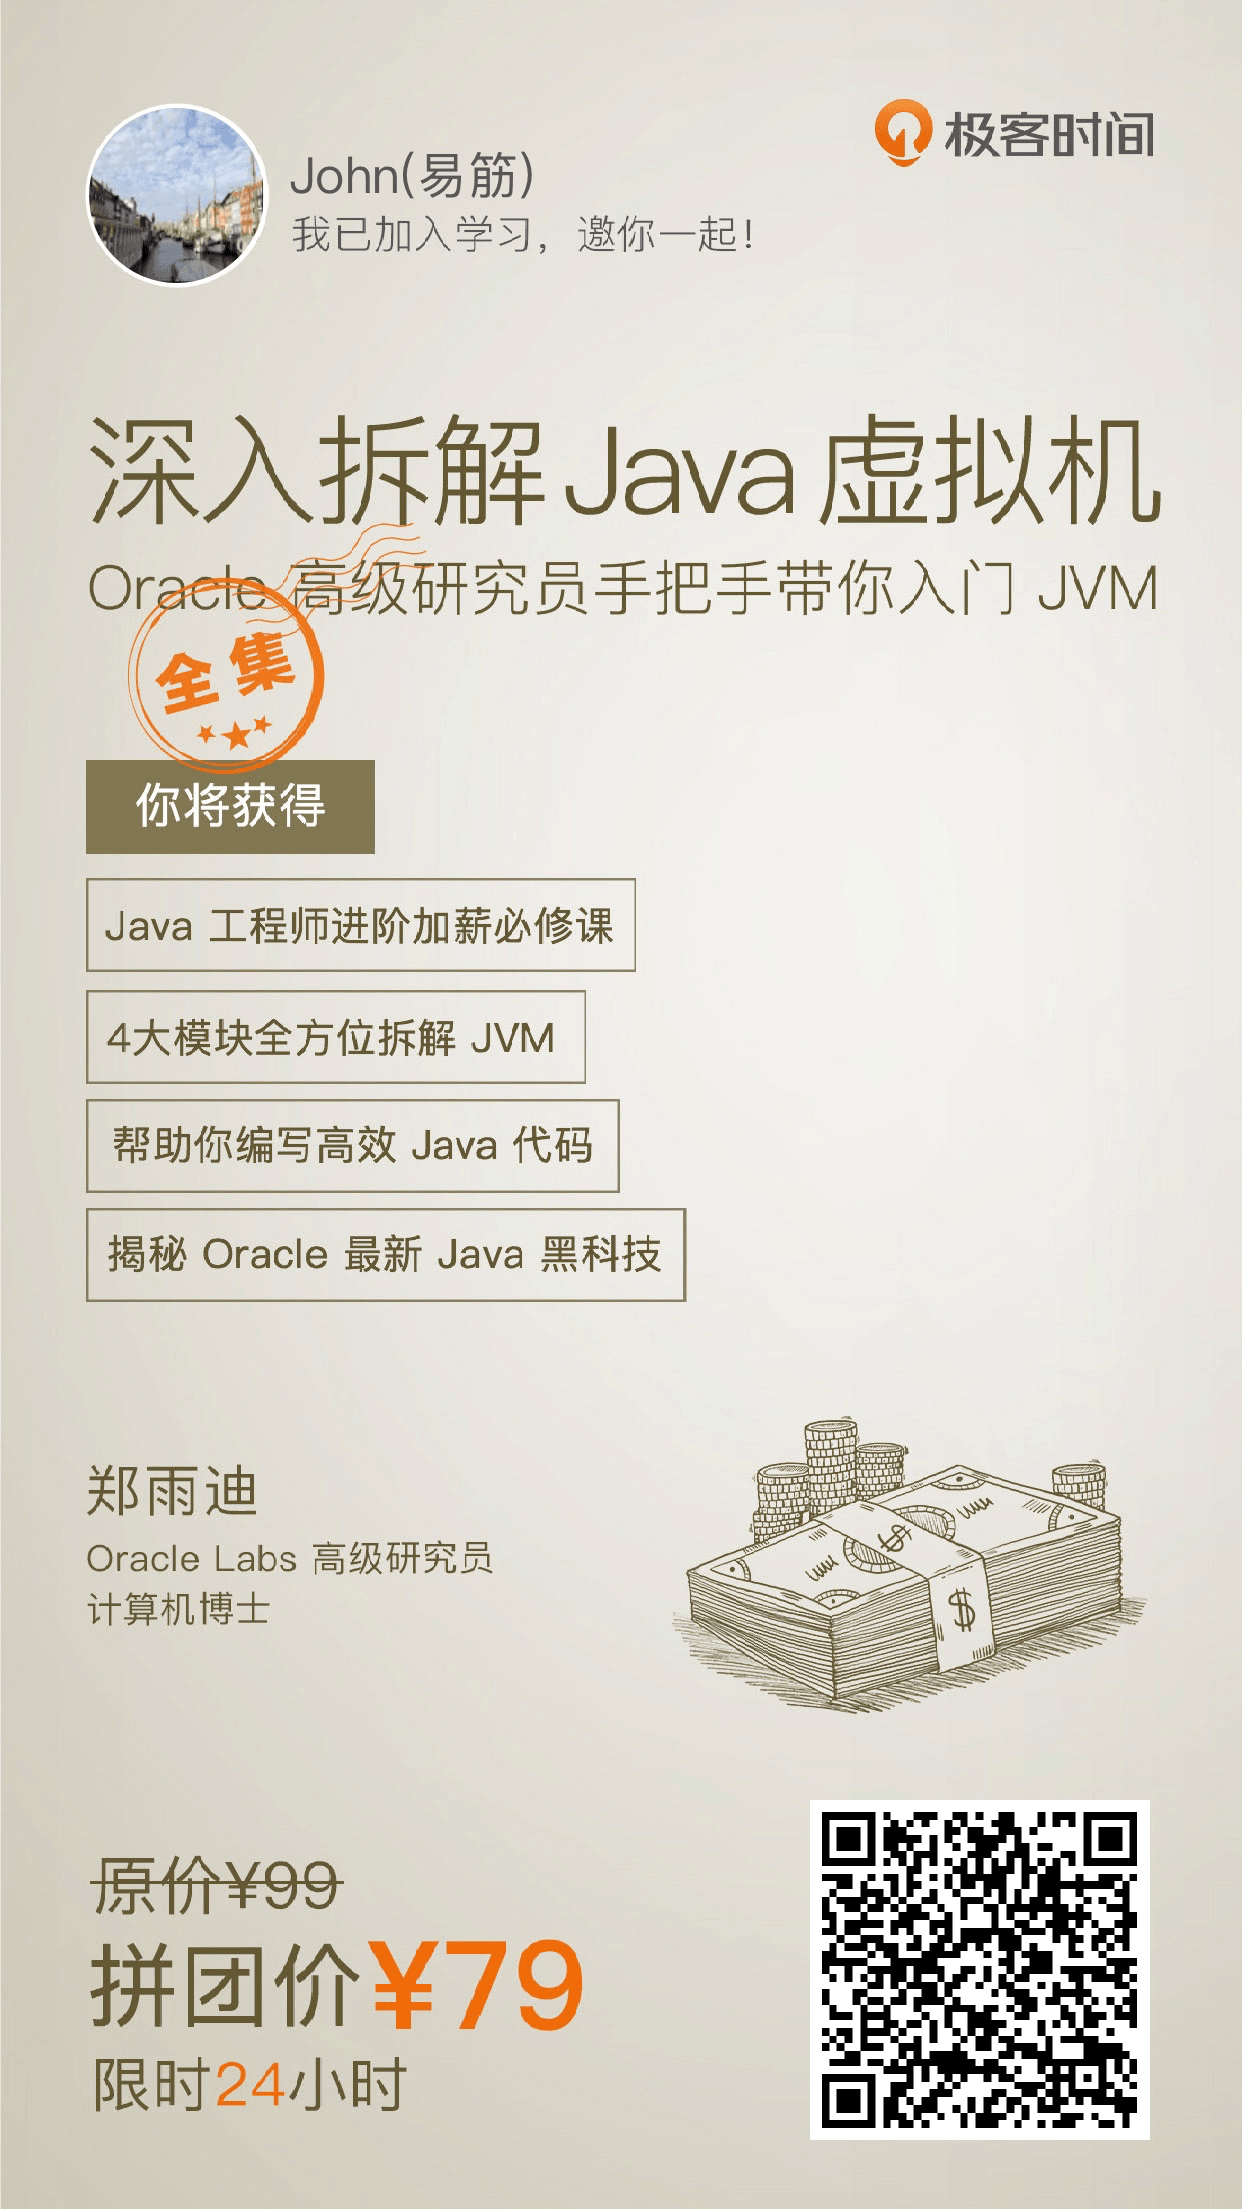 极客时间
John(易筋)
我已加入学习，邀你一起！
深入拆解 Java 虚拟机
Oracle 高级研究员手把手带你入门 JVM
全集
你将获得
Java 工程师进阶加薪必修课
4大模块全方位拆解 JVM
帮助你编写高效 Java 代码
揭秘 Oracle 最新 Java 黑科技
郑雨迪
Oracle Labs 高级研究员
计算机博士
$
$
原价¥99
拼团价¥79
限时24小时